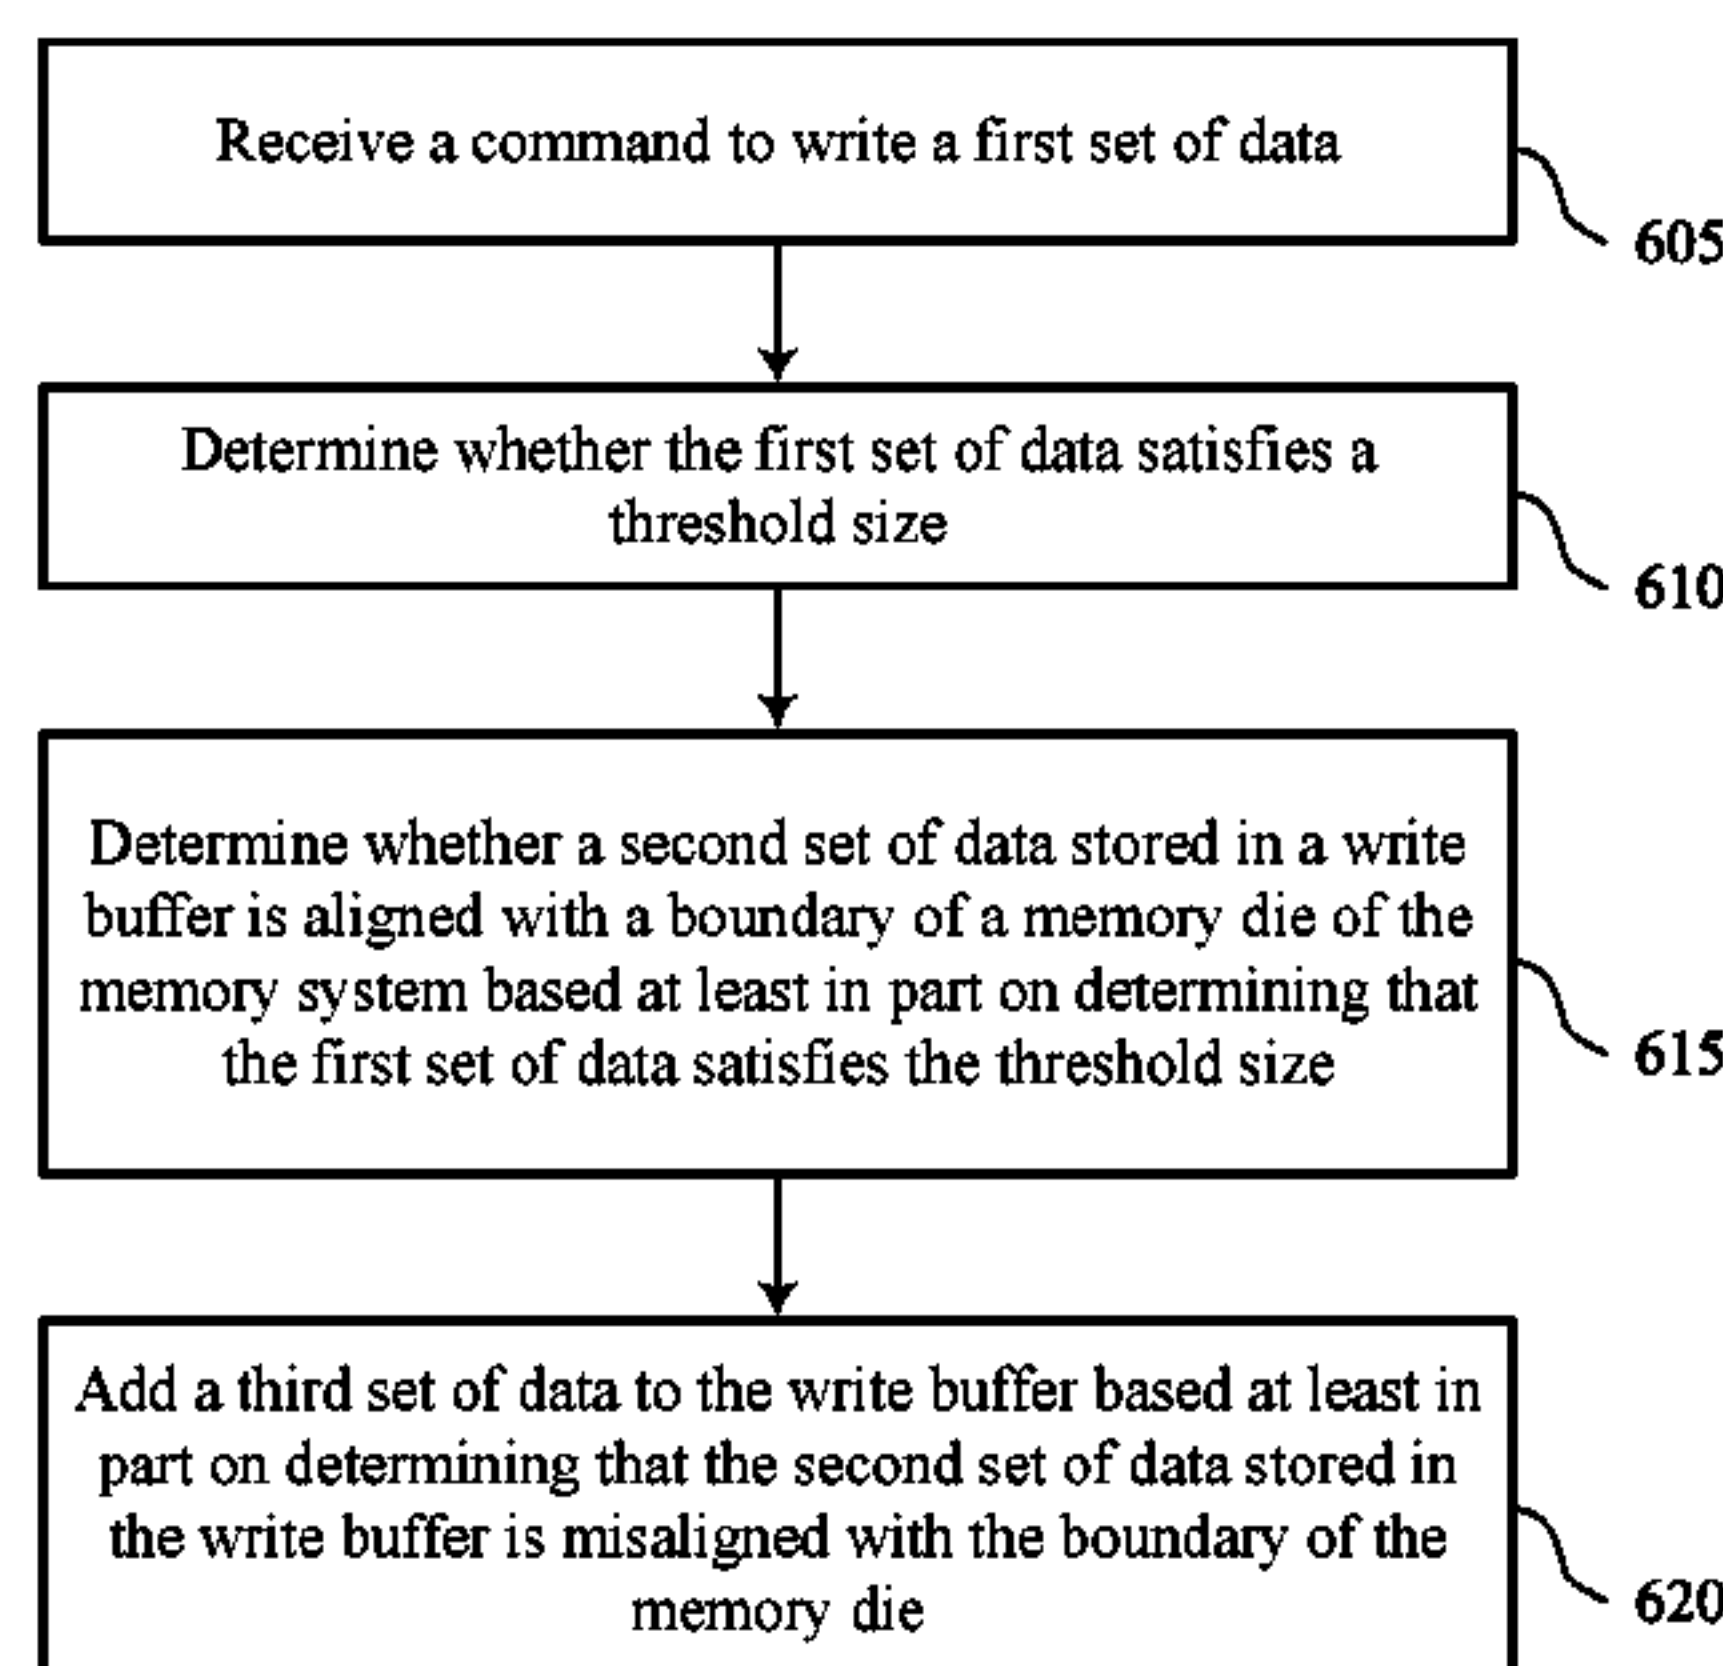 Receive a command to write a first set of data
605
Determine whether the first set of data satisfies a
threshold size
610
Determine whether a second set of data stored in a write
buffer is aligned with a boundary of a memory die of the
memory system based at least in part on determining that
the first set of data satisfies the threshold size
615
Add a third set of data to the write buffer based at least in
part on determining that the second set of data stored in
the write buffer is misaligned with the boundary of the
memory die
620